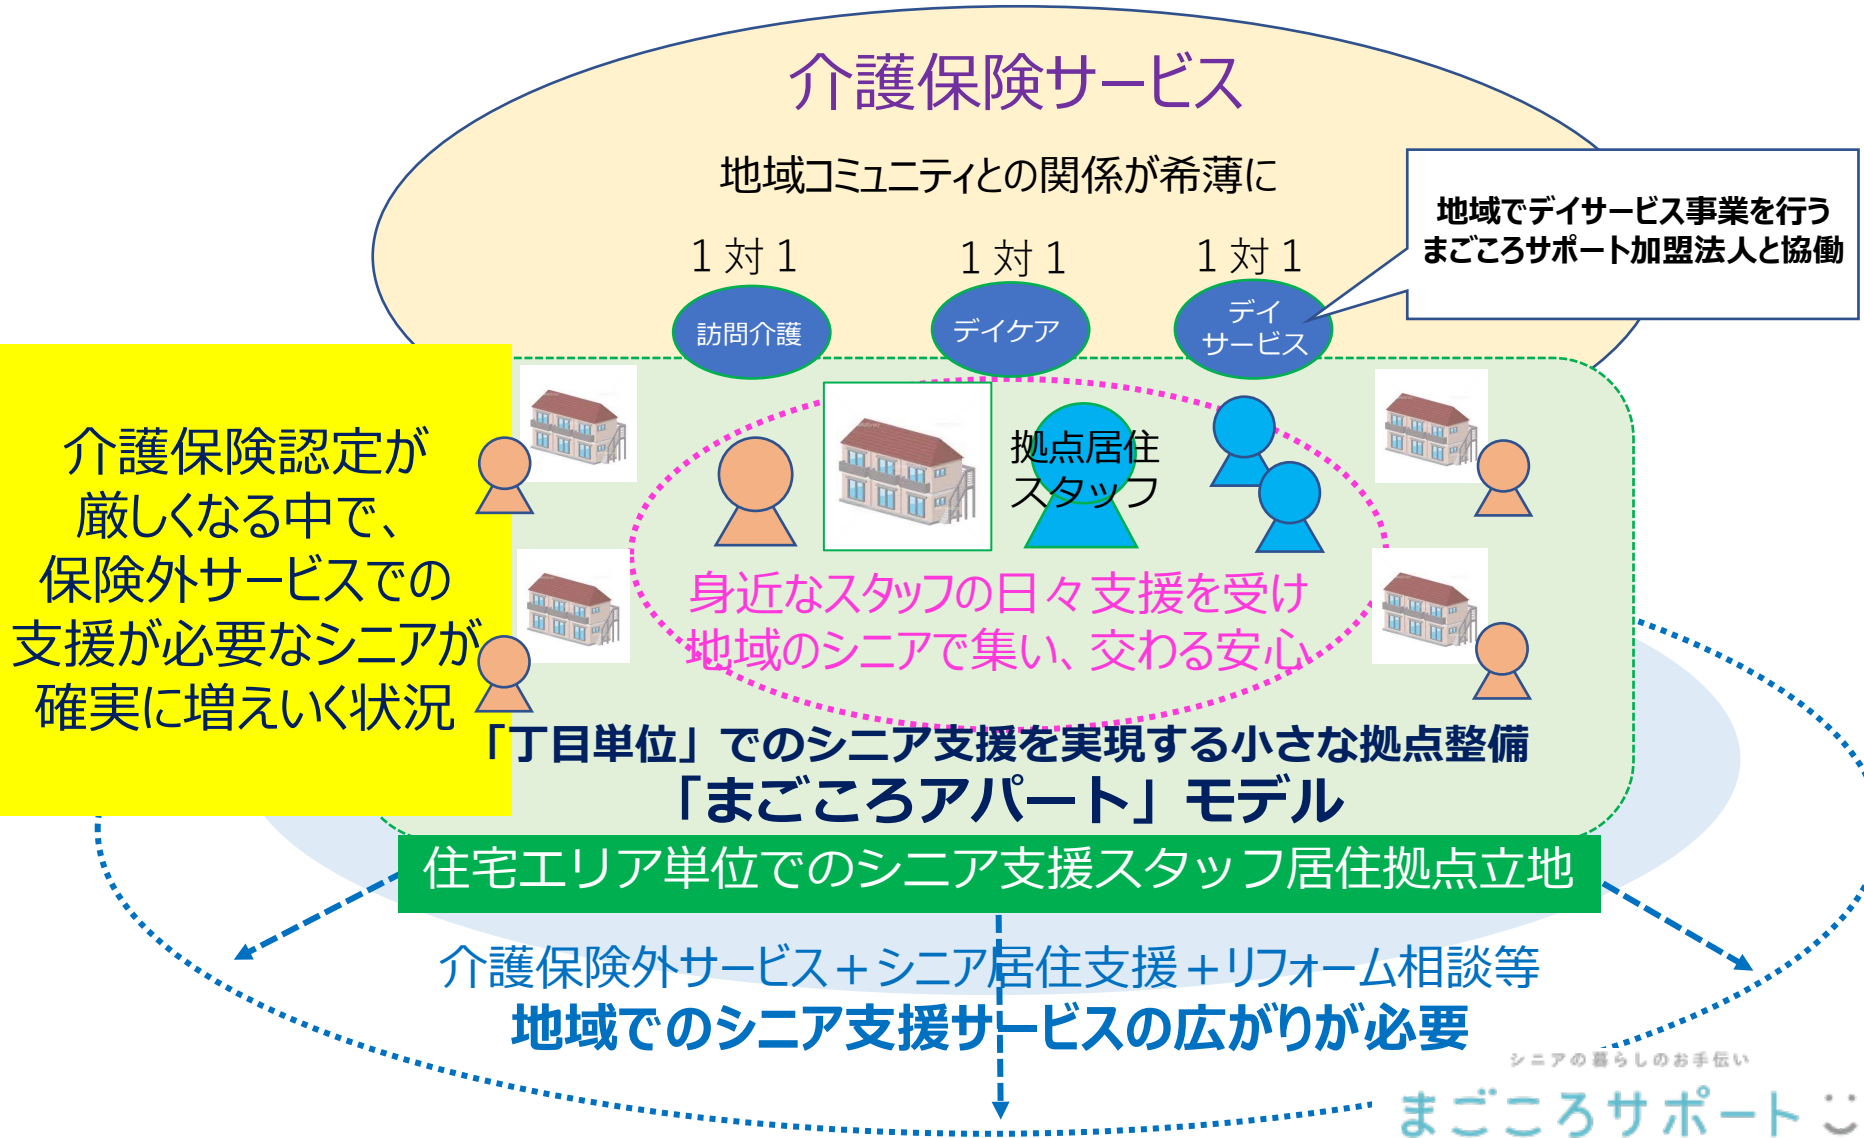 介護保険サービス
地域コミュニティとの関係が希薄に
地域でデイサービス事業を行う
まごころサポート加盟法人と協働
１対１
１対１
１対１
訪問介護
デイケア
デイ
サービス
介護保険認定が
厳しくなる中で、
保険外サービスでの
支援が必要なシニアが
確実に増えいく状況
拠点居住
スタッフ
身近なスタッフの日々支援を受け
地域のシニアで集い、交わる安心
「丁目単位」でのシニア支援を実現する小さな拠点整備
「まごころアパート」モデル
住宅エリア単位でのシニア支援スタッフ居住拠点立地
介護保険外サービス＋シニア居住支援＋リフォーム相談等
地域でのシニア支援サービスの広がりが必要
シニアの暮らしのお手伝い
まごころサポート